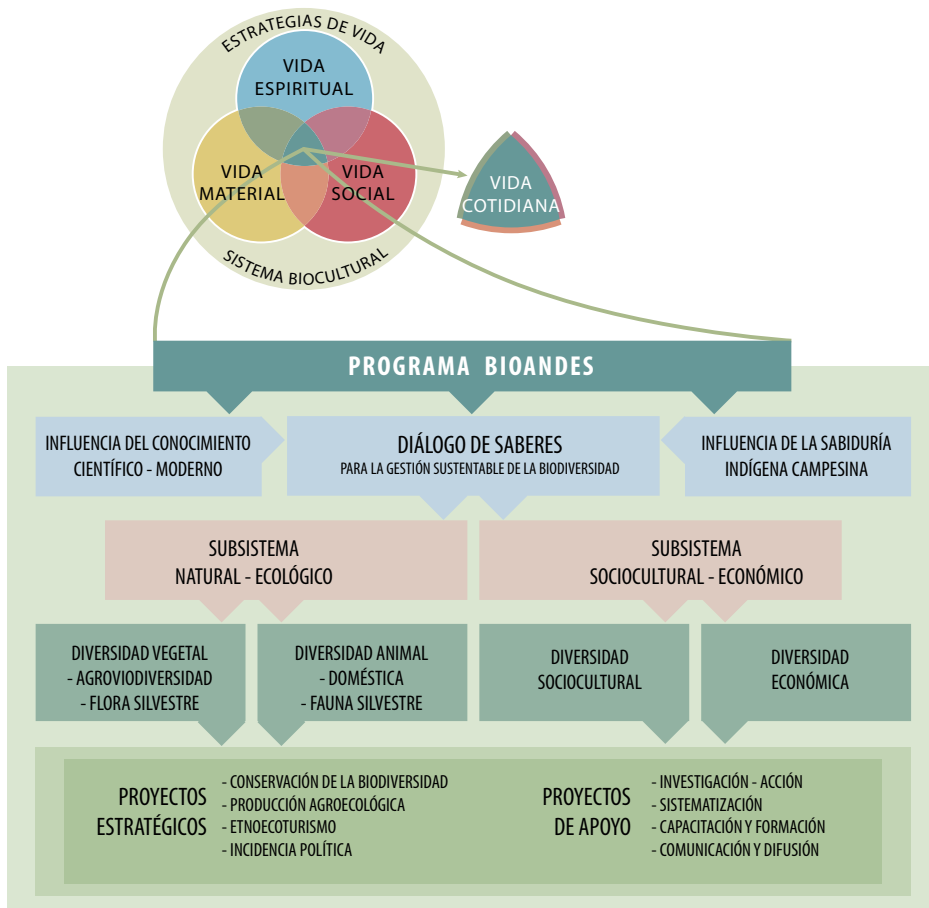 ESTRATEGIAS DE VIDA
VIDA
ESPIRITUAL
VIDA
MATERIAL
VIDA
SOCIAL
SISTEMA BIOCULTURAL
VIDA
COTIDIANA
PROGRAMA BIOANDES
INFLUENCIA DEL CONOCIMIENTO
CIENTÍFICO - MODERNO
DIÁLOGO DE SABERES
PARA LA GESTIÓN SUSTENTABLE DE LA BIODIVERSIDAD
INFLUENCIA DE LA SABIDURÍA
INDÍGENA CAMPESINA
SUBSISTEMA
NATURAL - ECOLÓGICO
SUBSISTEMA
SOCIOCULTURAL - ECONÓMICO
DIVERSIDAD VEGETAL
- AGROVIODIVERSIDAD
- FLORA SILVESTRE
DIVERSIDAD ANIMAL
- DOMÉSTICA
- FAUNA SILVESTRE
DIVERSIDAD
SOCIOCULTURAL
DIVERSIDAD
ECONÓMICA
PROYECTOS
ESTRATÉGICOS
- CONSERVACIÓN DE LA BIODIVERSIDAD
- PRODUCCIÓN AGROECOLÓGICA
- ETNOECOTURISMO
- INCIDENCIA POLÍTICA
PROYECTOS
DE APOYO
- INVESTIGACIÓN - ACCIÓN
- SISTEMATIZACIÓN
- CAPACITACIÓN Y FORMACIÓN
- COMUNICACIÓN Y DIFUSIÓN